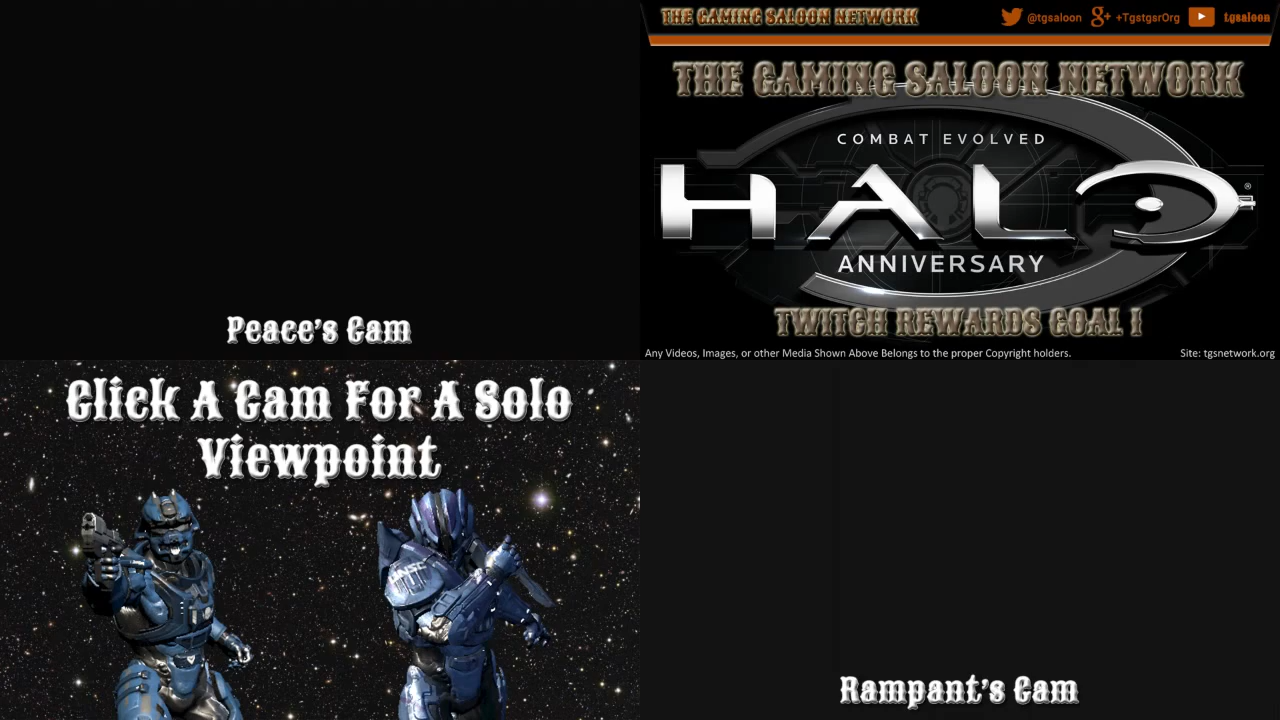 THE GAMING SALOON NETWORK
@tgsaloon
+TgstgsrOrg
tgsaloon
THE GAMING SALOON NETWORK
COMBAT EVOLVED
HALO
®
ANNIVERSARY
TWITCH REWARDS GOAL 1
Any Videos, Images, or other Media Shown Above Belongs to the proper Copyright holders.
Site: tgsnetwork.org
Peace's Cam
Click A Cam For A Solo
Viewpoint
UNSC
Rampant's Cam